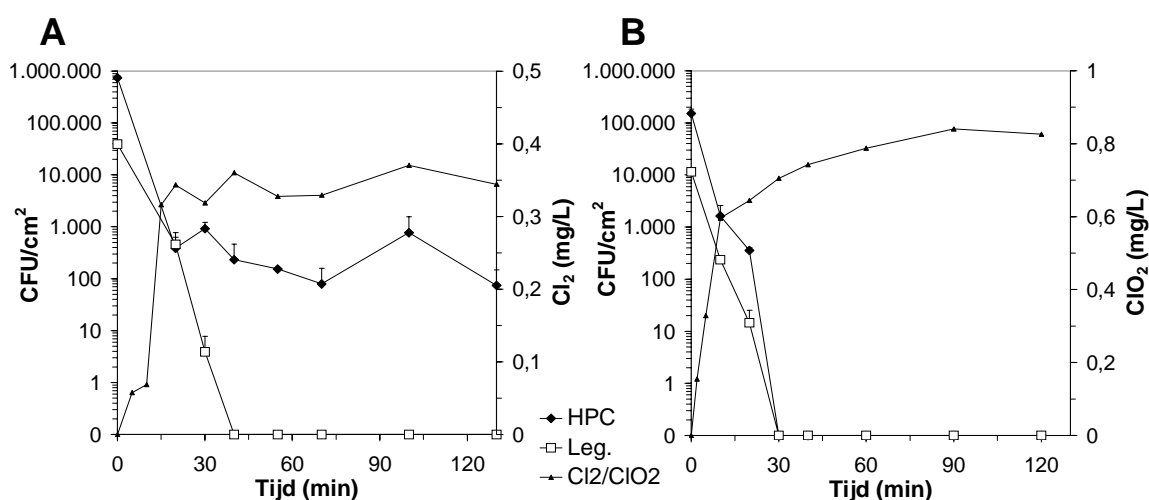 A
B
1.000.000
100.000
10.000
1.000
100
10
1
0
CFU/cm²
0,5
0,4
0,3
0,2
0,1
0
Cl₂ (mg/L)
0 30 60 90 120
Tijd (min)
HPC
Leg.
Cl2/ClO2
1.000.000
100.000
10.000
1.000
100
10
1
0
CFU/cm²
1
0,8
0,6
0,4
0,2
0
ClO₂ (mg/L)
0 30 60 90 120
Tijd (min)